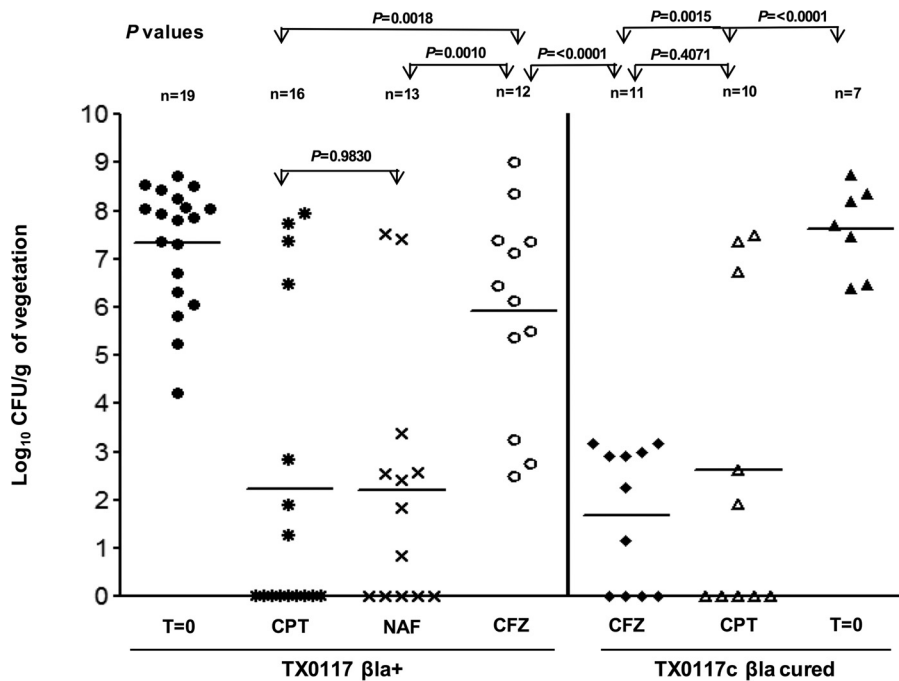 P values
P=0.0018
P=0.0015
P=<0.0001
P=0.0010
P=<0.0001
P=0.4071
n=19
n=16
n=13
n=12
n=11
n=10
n=7
P=0.9830
Log10 CFU/g of vegetation
10
9
8
7
6
5
4
3
2
1
0
T=0
CPT
NAF
CFZ
CFZ
CPT
T=0
TX0117 βla+
TX0117c βla cured